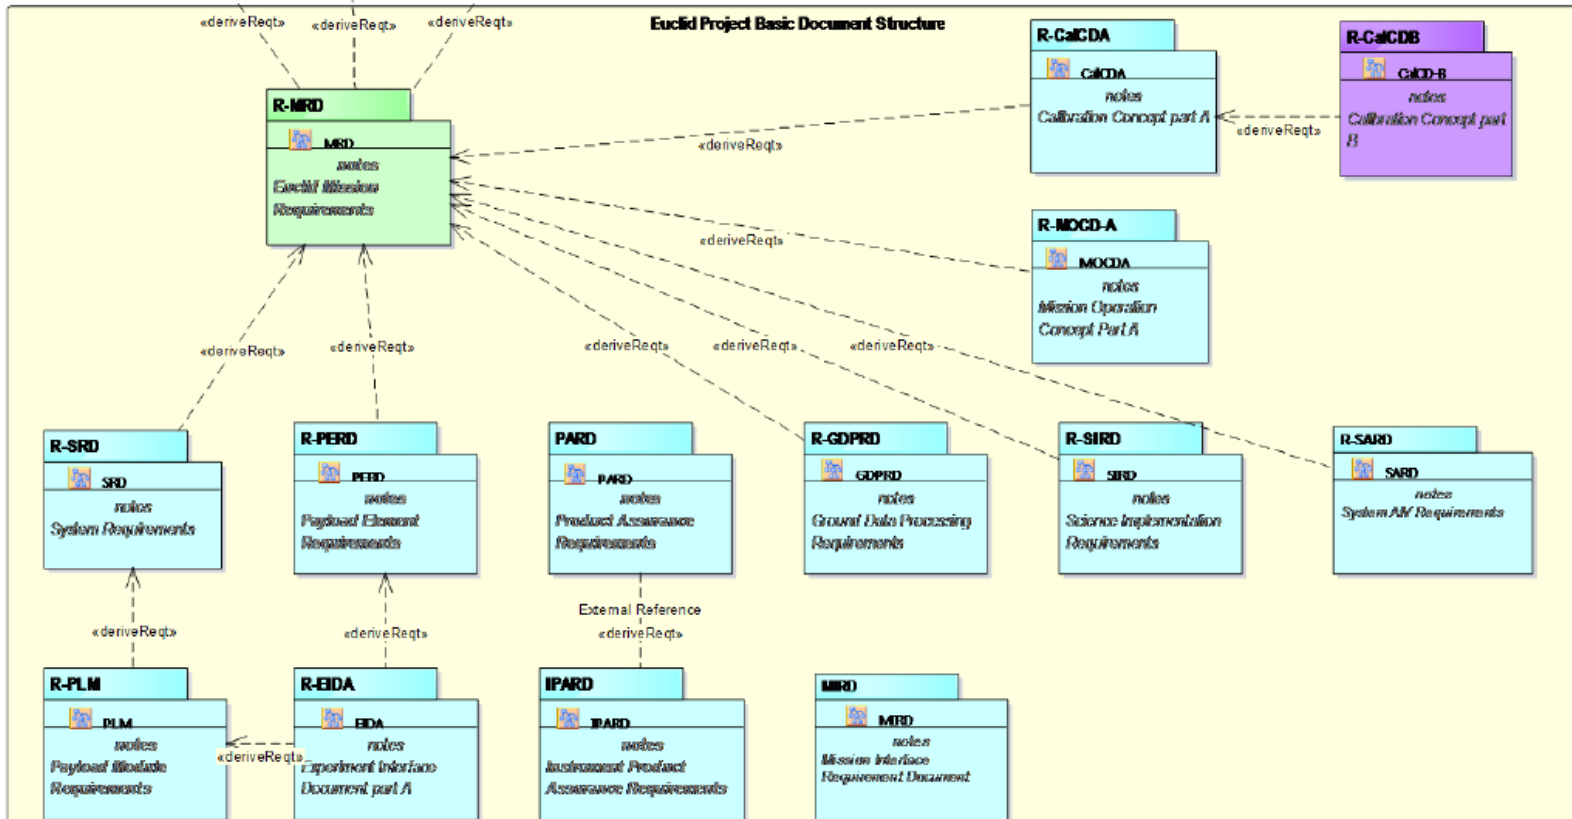 «deriveReqt»
«deriveReqt»
«deriveReqt»
Euclid Project Basic Document Structure
R-MRD
MRD
notes
Euclid Mission
Requirements
R-CalCDA
CalCDA
notes
Calibration Concept part A
R-CalCDB
CalCD-B
notes
Calibration Concept part
B
«deriveReqt»
«deriveReqt»
R-MOCD-A
MOCDA
notes
Mission Operation
Concept Part A
«deriveReqt»
«deriveReqt»
«deriveReqt»
«deriveReqt»
«deriveReqt»
«deriveReqt»
R-SRD
SRD
notes
System Requirements
R-PERD
PERD
notes
Payload Element
Requirements
PARD
PARD
notes
Product Assurance
Requirements
R-GDPRD
GDPRD
notes
Ground Data Processing
Requirements
R-SIRD
SIRD
notes
Science Implementation
Requirements
R-SARD
SARD
notes
System AIV Requirements
«deriveReqt»
«deriveReqt»
External Reference
«deriveReqt»
R-PLM
PLM
notes
Payload Module
Requirements
«deriveReqt»
R-EIDA
EIDA
notes
Experiment Interface
Document part A
IPARD
IPARD
notes
Instrument Product
Assurance Requirements
MIRD
MIRD
notes
Mission Interface
Requirement Document